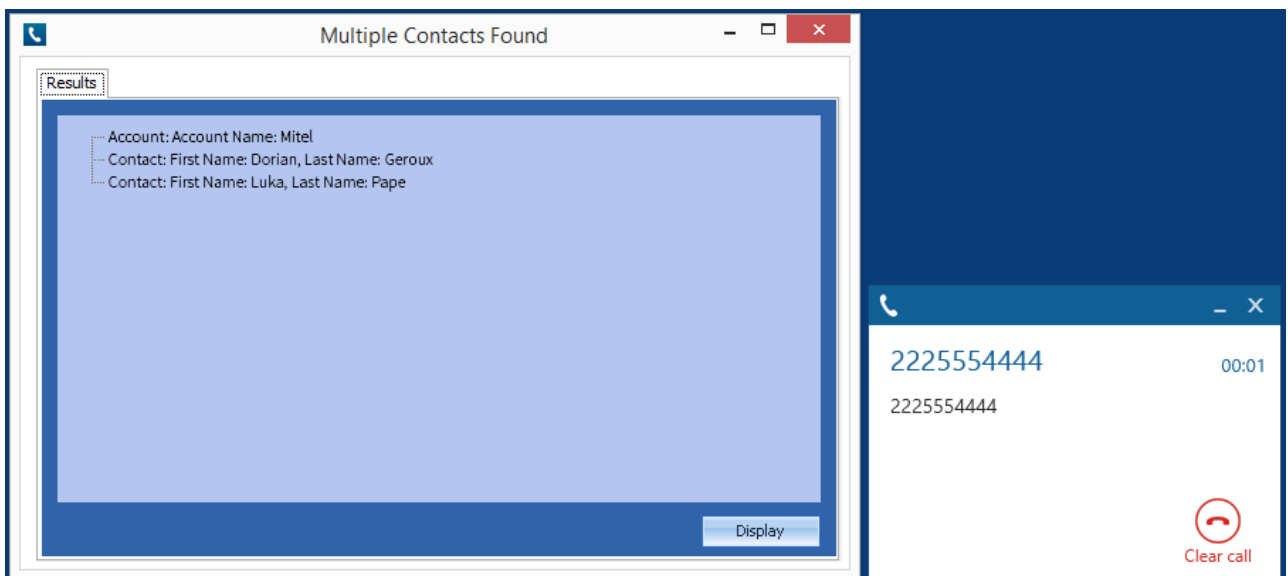 Multiple Contacts Found
Results
Account: Account Name: Mitel
Contact: First Name: Dorian, Last Name: Geroux
Contact: First Name: Luka, Last Name: Pape
Display
2225554444 00:01
2225554444
Clear call